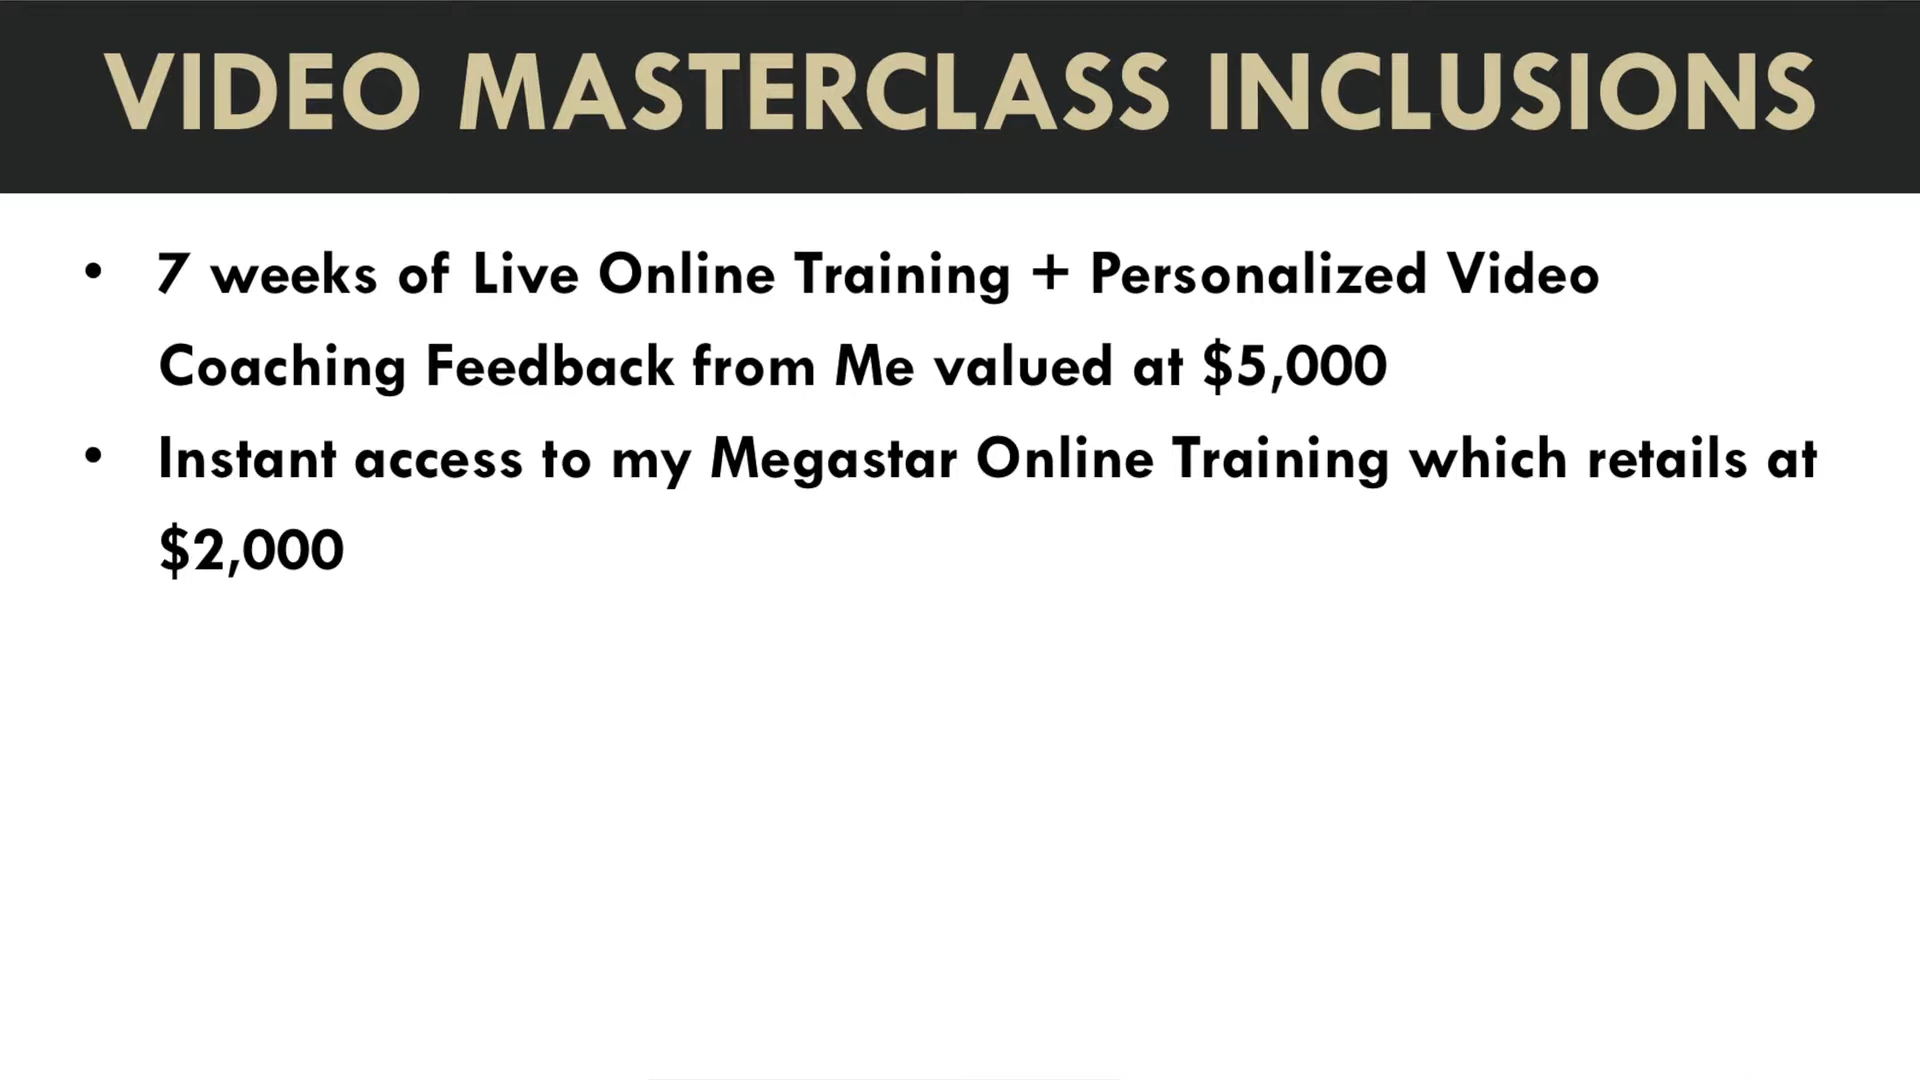 VIDEO MASTERCLASS INCLUSIONS
• 7 weeks of Live Online Training + Personalized Video
Coaching Feedback from Me valued at $5,000
• Instant access to my Megastar Online Training which retails at
$2,000